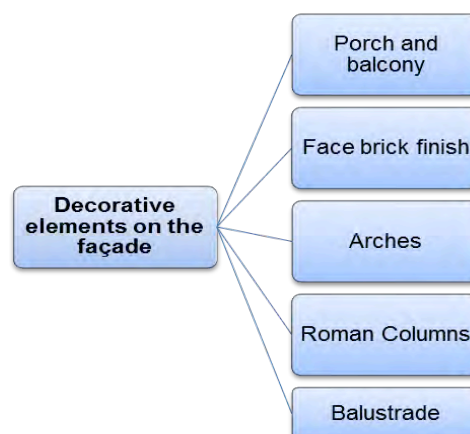 Porch and
balcony
Face brick finish
Decorative
elements on the
façade
Arches
Roman Columns
Balustrade